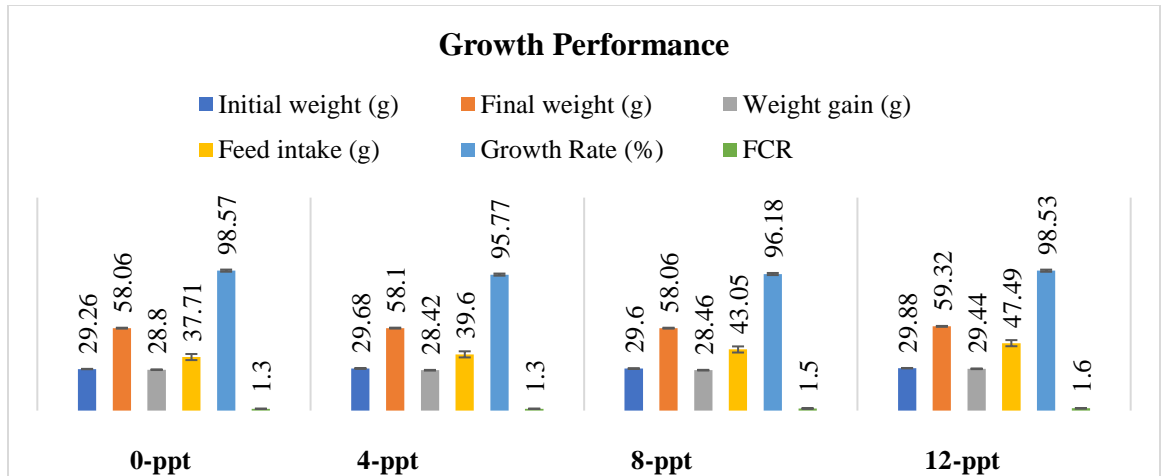 Growth Performance
Initial weight (g) Final weight (g) Weight gain (g)
Feed intake (g) Growth Rate (%) FCR
29.26 58.06 28.8 37.71 98.57 1.3
29.68 58.1 28.42 39.6 95.77 1.3
29.6 58.06 28.46 43.05 96.18 1.5
29.88 59.32 29.44 47.49 98.53 1.6
0-ppt 4-ppt 8-ppt 12-ppt